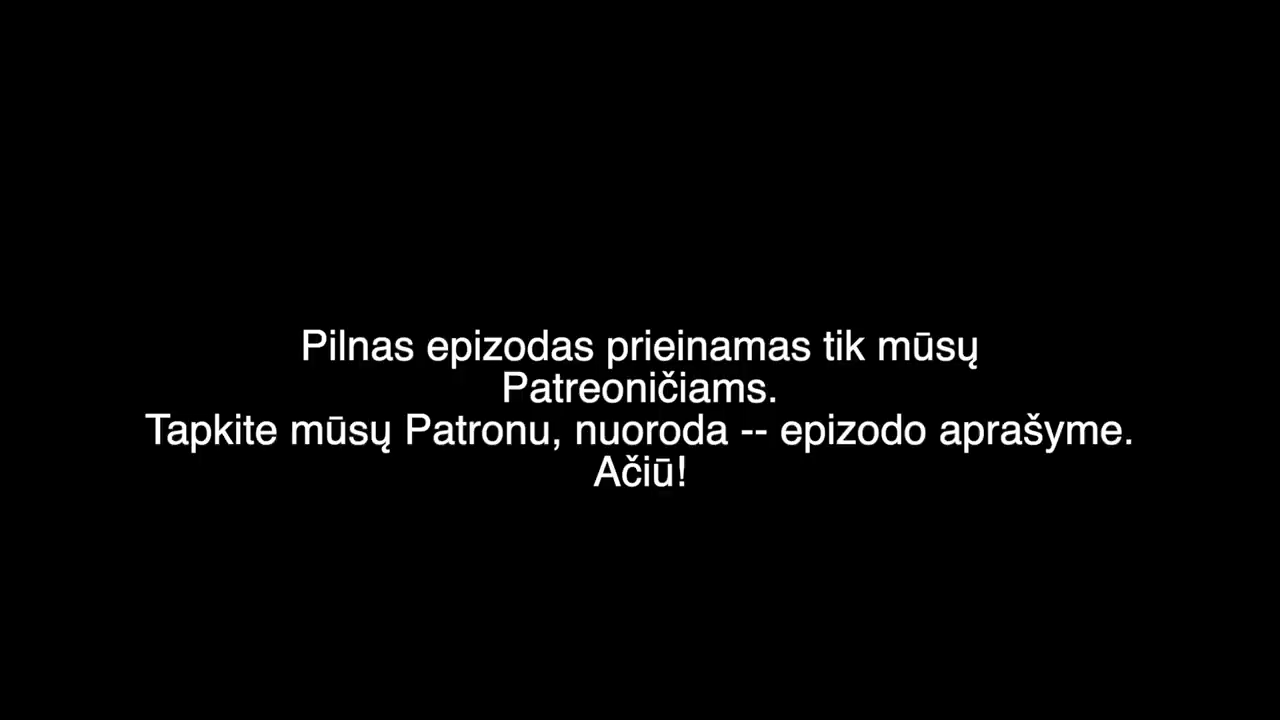 Pilnas epizodas prieinamas tik mūsų
Patreoničiams.
Tapkite mūsų Patronu, nuoroda -- epizodo aprašyme.
Ačiū!